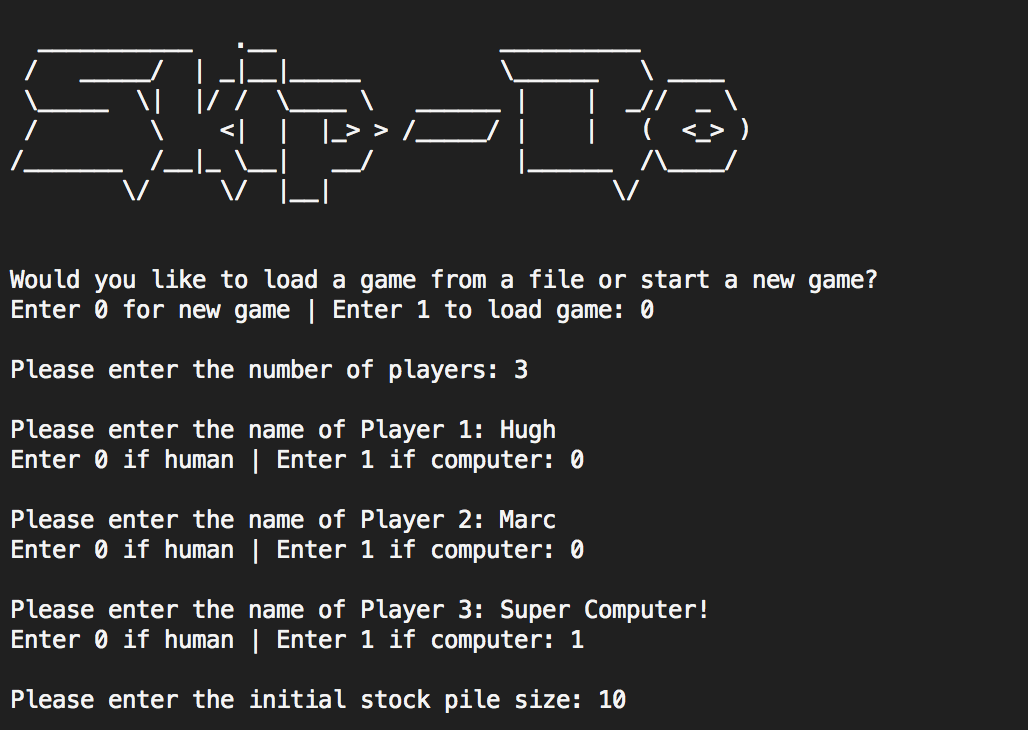 Skip-Do
Would you like to load a game from a file or start a new game?
Enter 0 for new game | Enter 1 to load game: 0
Please enter the number of players: 3
Please enter the name of Player 1: Hugh
Enter 0 if human | Enter 1 if computer: 0
Please enter the name of Player 2: Marc
Enter 0 if human | Enter 1 if computer: 0
Please enter the name of Player 3: Super Computer!
Enter 0 if human | Enter 1 if computer: 1
Please enter the initial stock pile size: 10